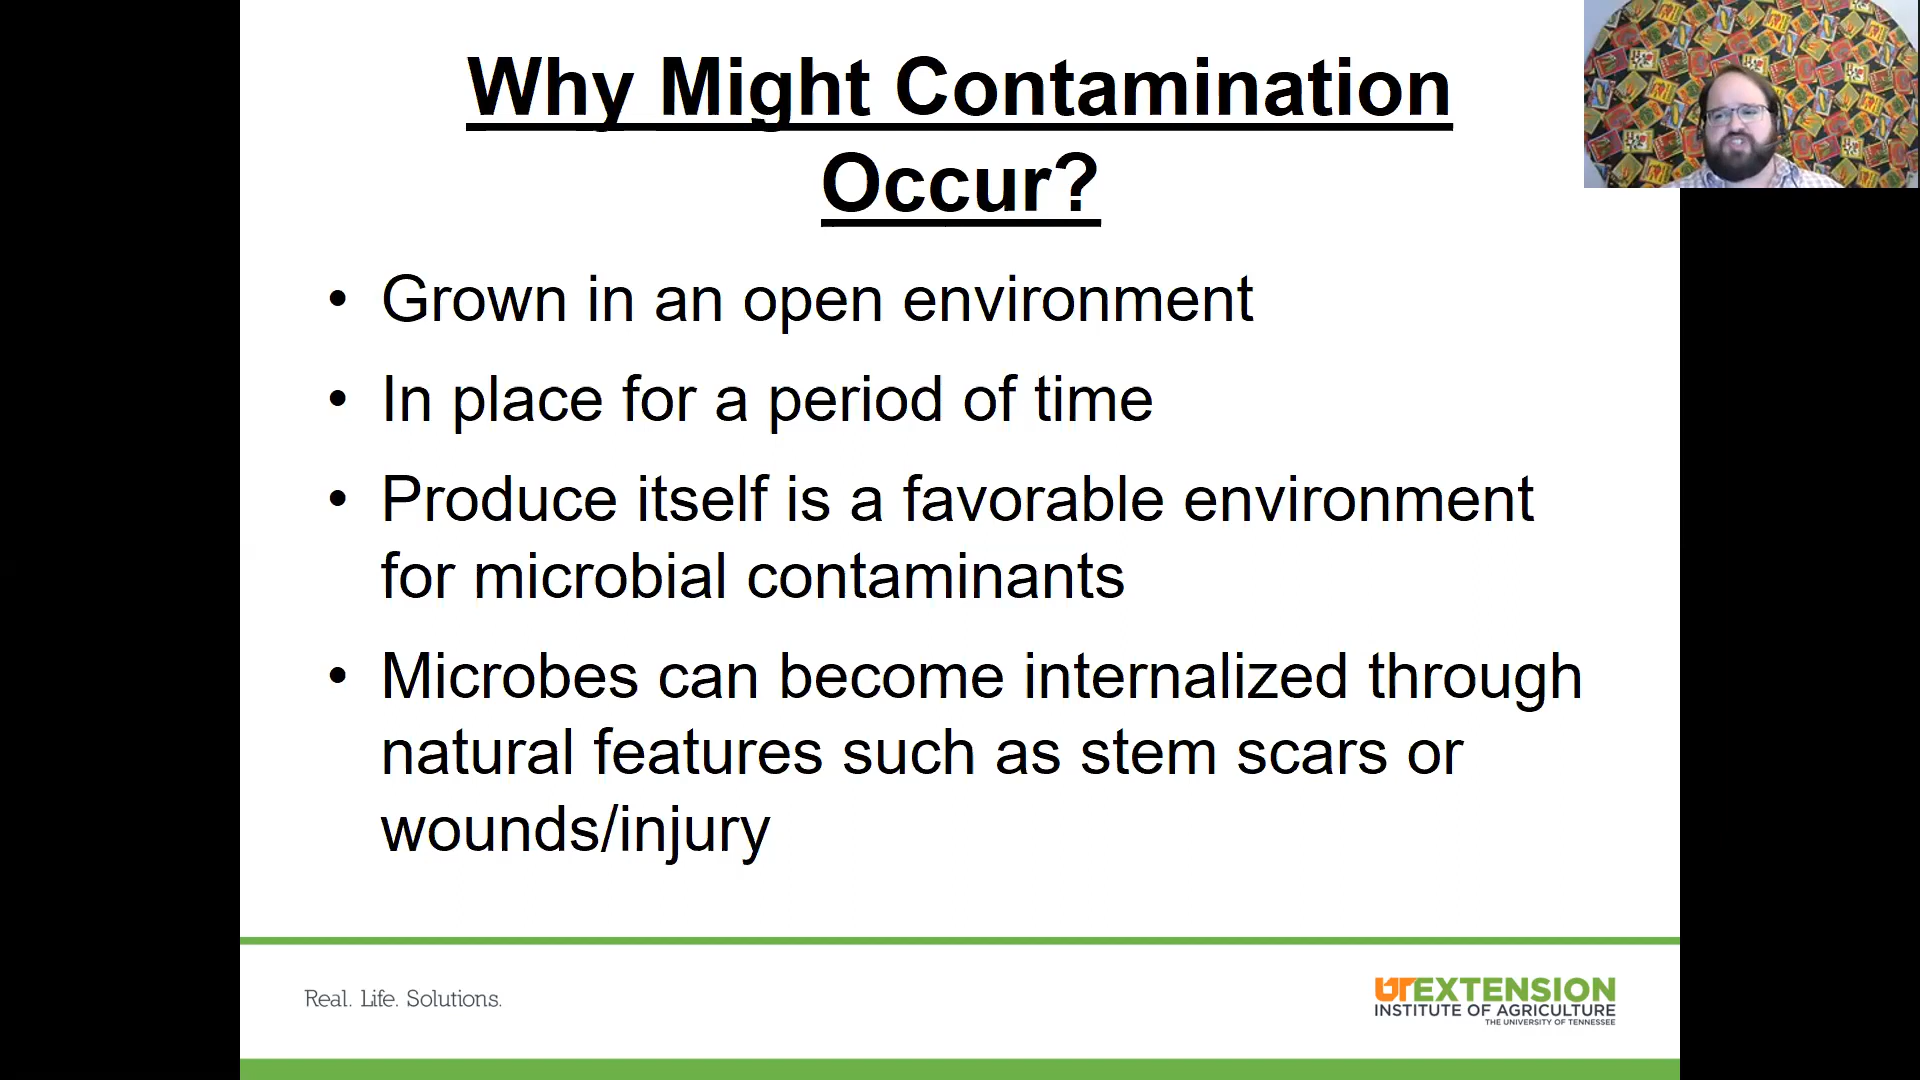 Why Might Contamination
Occur?
• Grown in an open environment
• In place for a period of time
• Produce itself is a favorable environment
for microbial contaminants
• Microbes can become internalized through
natural features such as stem scars or
wounds/injury
Real. Life. Solutions.
UTEXTENSION
INSTITUTE OF AGRICULTURE
THE UNIVERSITY OF TENNESSEE